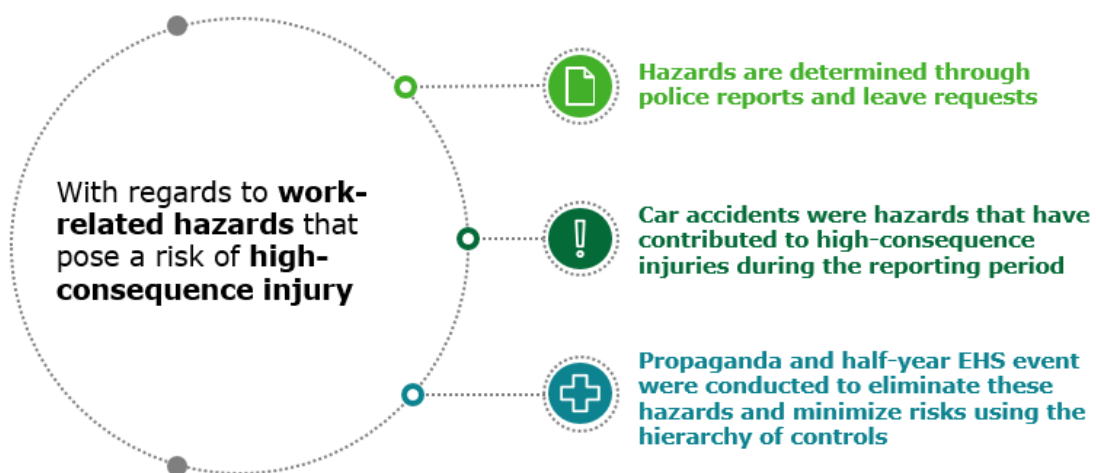 With regards to work-
related hazards that
pose a risk of high-
consequence injury
Hazards are determined through
police reports and leave requests
Car accidents were hazards that have
contributed to high-consequence
injuries during the reporting period
Propaganda and half-year EHS event
were conducted to eliminate these
hazards and minimize risks using the
hierarchy of controls